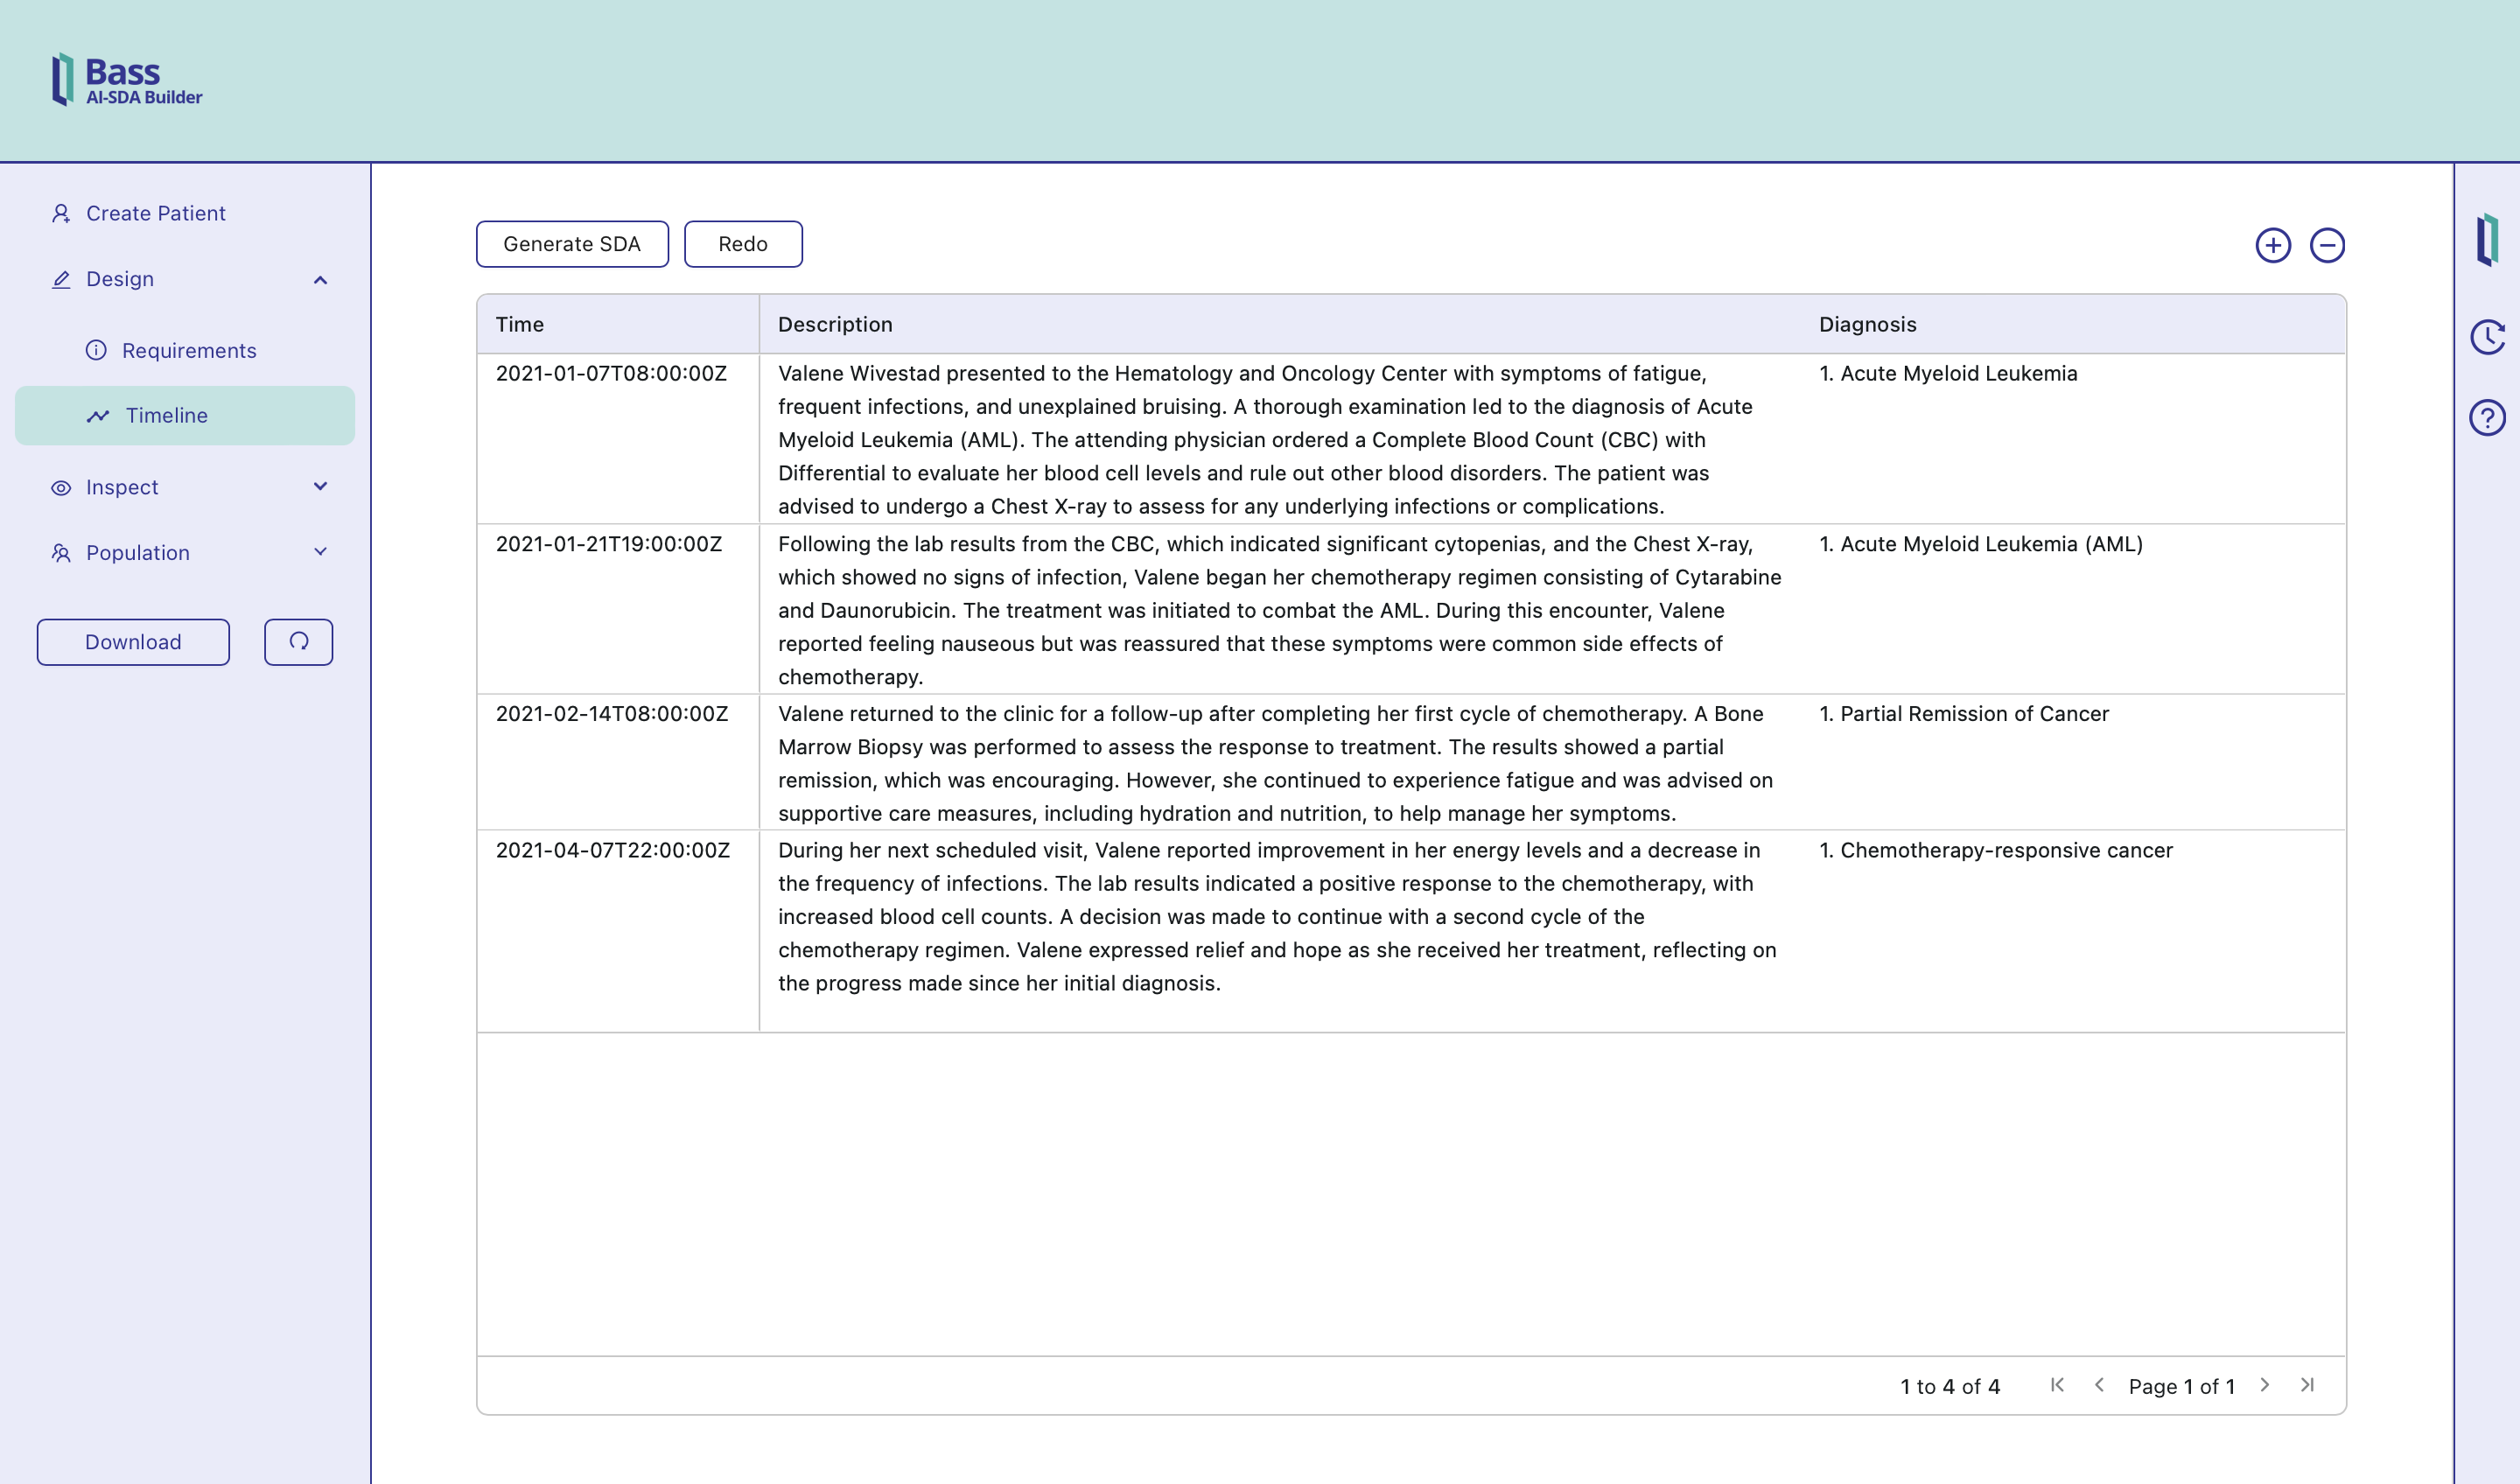 Bass
AI-SDA Builder
Create Patient
Design
Requirements
Timeline
Inspect
Population
Download
Generate SDA
Redo
Time
Description
Diagnosis
2021-01-07T08:00:00Z
Valene Wivestad presented to the Hematology and Oncology Center with symptoms of fatigue,
frequent infections, and unexplained bruising. A thorough examination led to the diagnosis of Acute
Myeloid Leukemia (AML). The attending physician ordered a Complete Blood Count (CBC) with
Differential to evaluate her blood cell levels and rule out other blood disorders. The patient was
advised to undergo a Chest X-ray to assess for any underlying infections or complications.
1. Acute Myeloid Leukemia
2021-01-21T19:00:00Z
Following the lab results from the CBC, which indicated significant cytopenias, and the Chest X-ray,
which showed no signs of infection, Valene began her chemotherapy regimen consisting of Cytarabine
and Daunorubicin. The treatment was initiated to combat the AML. During this encounter, Valene
reported feeling nauseous but was reassured that these symptoms were common side effects of
chemotherapy.
1. Acute Myeloid Leukemia (AML)
2021-02-14T08:00:00Z
Valene returned to the clinic for a follow-up after completing her first cycle of chemotherapy. A Bone
Marrow Biopsy was performed to assess the response to treatment. The results showed a partial
remission, which was encouraging. However, she continued to experience fatigue and was advised on
supportive care measures, including hydration and nutrition, to help manage her symptoms.
1. Partial Remission of Cancer
2021-04-07T22:00:00Z
During her next scheduled visit, Valene reported improvement in her energy levels and a decrease in
the frequency of infections. The lab results indicated a positive response to the chemotherapy, with
increased blood cell counts. A decision was made to continue with a second cycle of the
chemotherapy regimen. Valene expressed relief and hope as she received her treatment, reflecting on
the progress made since her initial diagnosis.
1. Chemotherapy-responsive cancer
1 to 4 of 4
Page 1 of 1